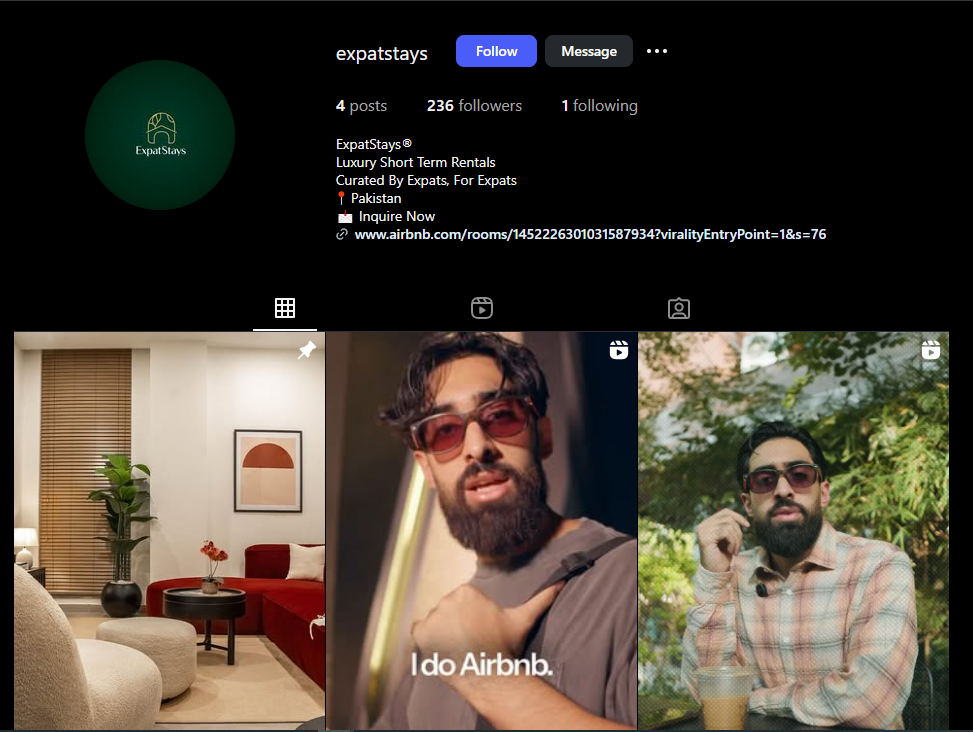 expatstays
Follow
Message
4 posts
236 followers
1 following
ExpatStays
ExpatStays®
Luxury Short Term Rentals
Curated By Expats, For Expats
📍 Pakistan
📩 Inquire Now
www.airbnb.com/rooms/1452226301031587934?viralityEntryPoint=1&s=76
I do Airbnb.